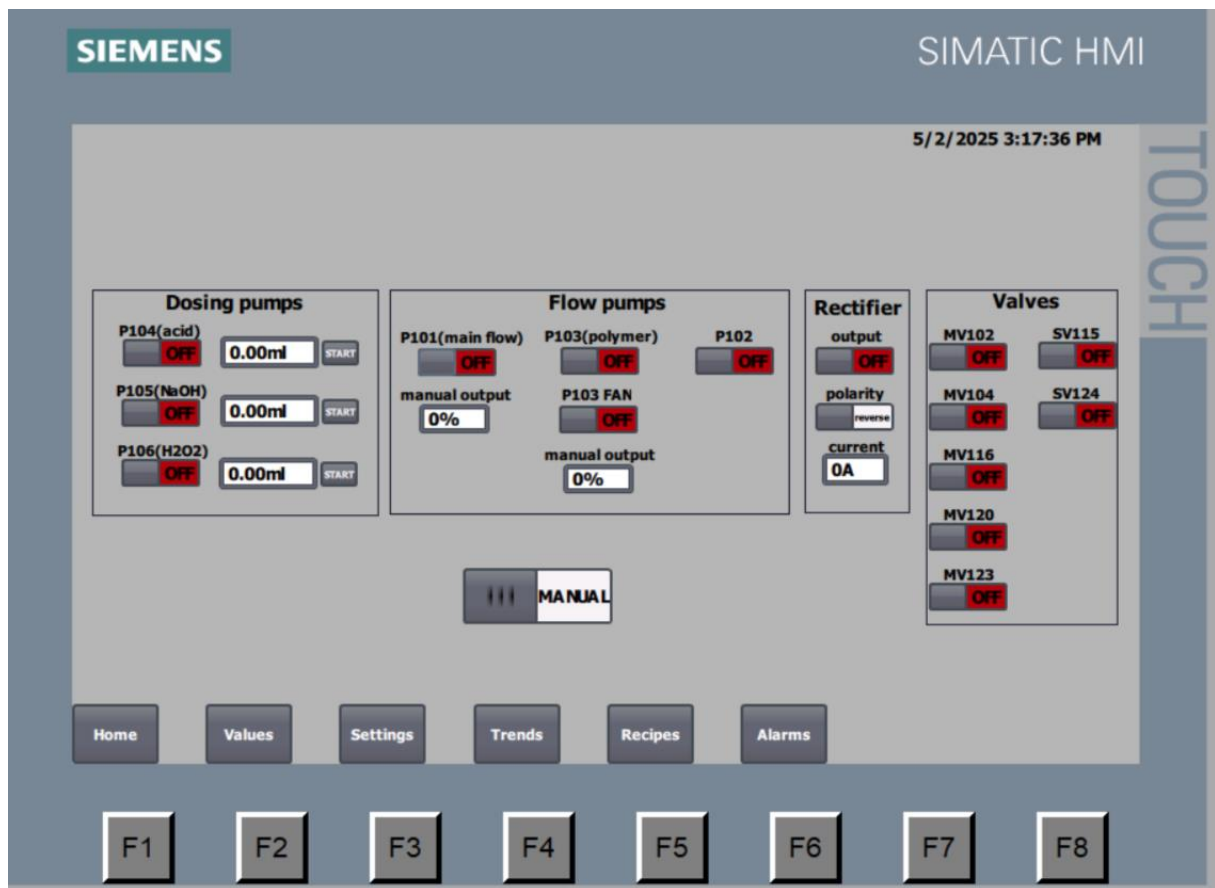 SIEMENS
SIMATIC HMI
TOUCH
5/2/2025 3:17:36 PM
Dosing pumps
P104(acid)
OFF 0.00ml START
P105(NaOH)
OFF 0.00ml START
P106(H2O2)
OFF 0.00ml START
Flow pumps
P101(main flow) P103(polymer) P102
OFF OFF OFF
manual output P103 FAN
0% OFF
manual output
0%
Rectifier
output
OFF
polarity
reverse
current
0A
Valves
MV102 SV115
OFF OFF
MV104 SV124
OFF OFF
MV116
OFF
MV120
OFF
MV123
OFF
MANUAL
Home Values Settings Trends Recipes Alarms
F1 F2 F3 F4 F5 F6 F7 F8